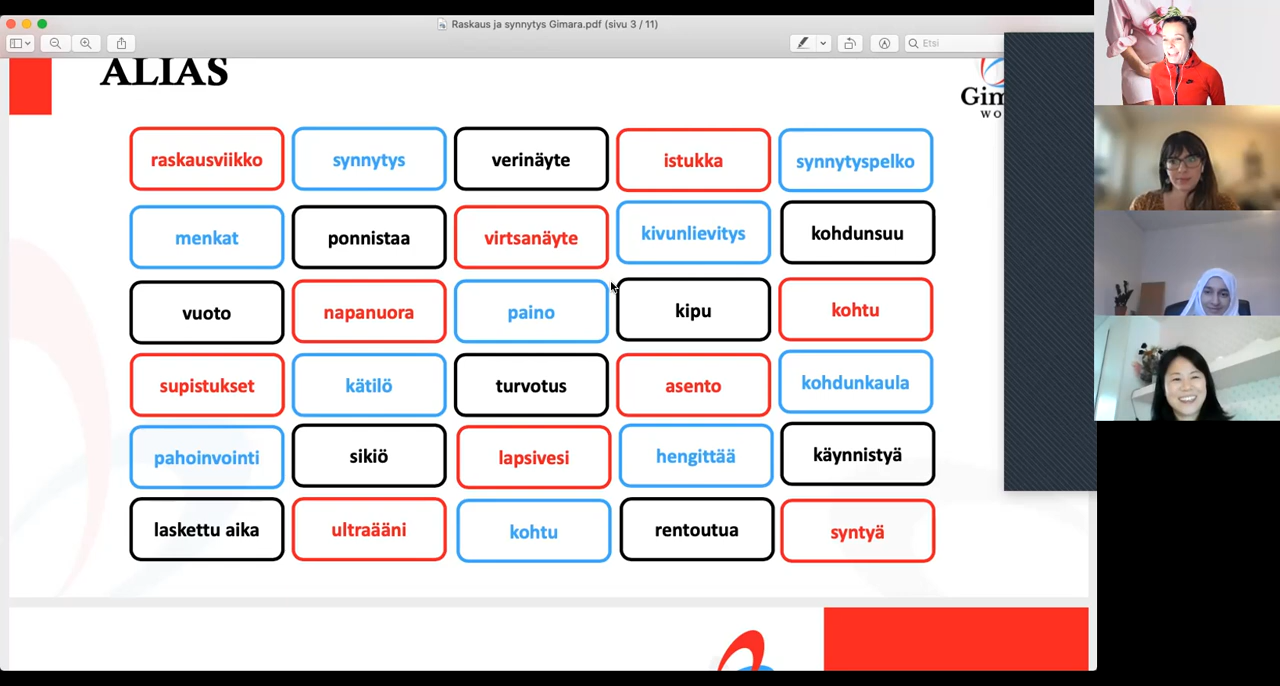 Raskaus ja synnytys Gimara.pdf (sivu 3 / 11)
Etsi
ALIAS
raskausviikko
synnytys
verinäyte
istukka
synnytyspelko
menkat
ponnistaa
virtsanäyte
kivunlievitys
kohdunsuu
vuoto
napanuora
paino
kipu
kohtu
supistukset
kätilö
turvotus
asento
kohdunkaula
pahoinvointi
sikiö
lapsivesi
hengittää
käynnistyä
laskettu aika
ultraääni
kohtu
rentoutua
syntyä